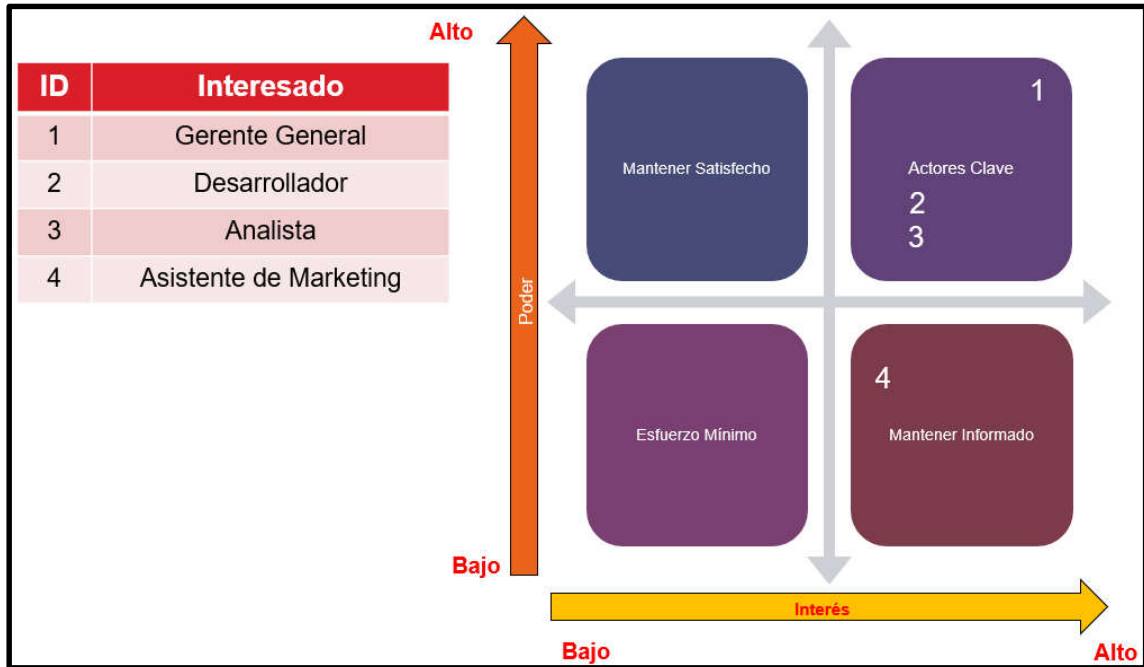 ID Interesado
1 Gerente General
2 Desarrollador
3 Analista
4 Asistente de Marketing
Alto
Poder
Bajo
Mantener Satisfecho
1
Actores Clave
2
3
Esfuerzo Mínimo
4
Mantener Informado
Interés
Bajo
Alto